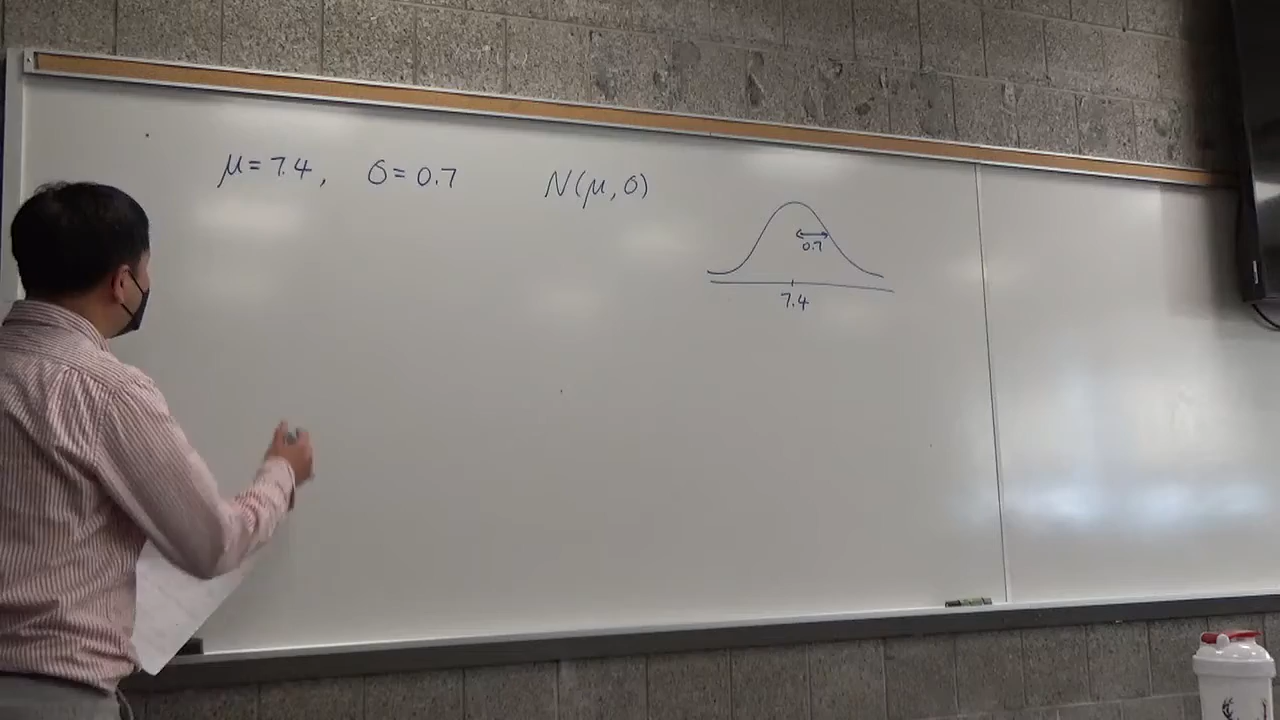 μ = 7.4, σ = 0.7 N(μ, σ)
0.7
7.4